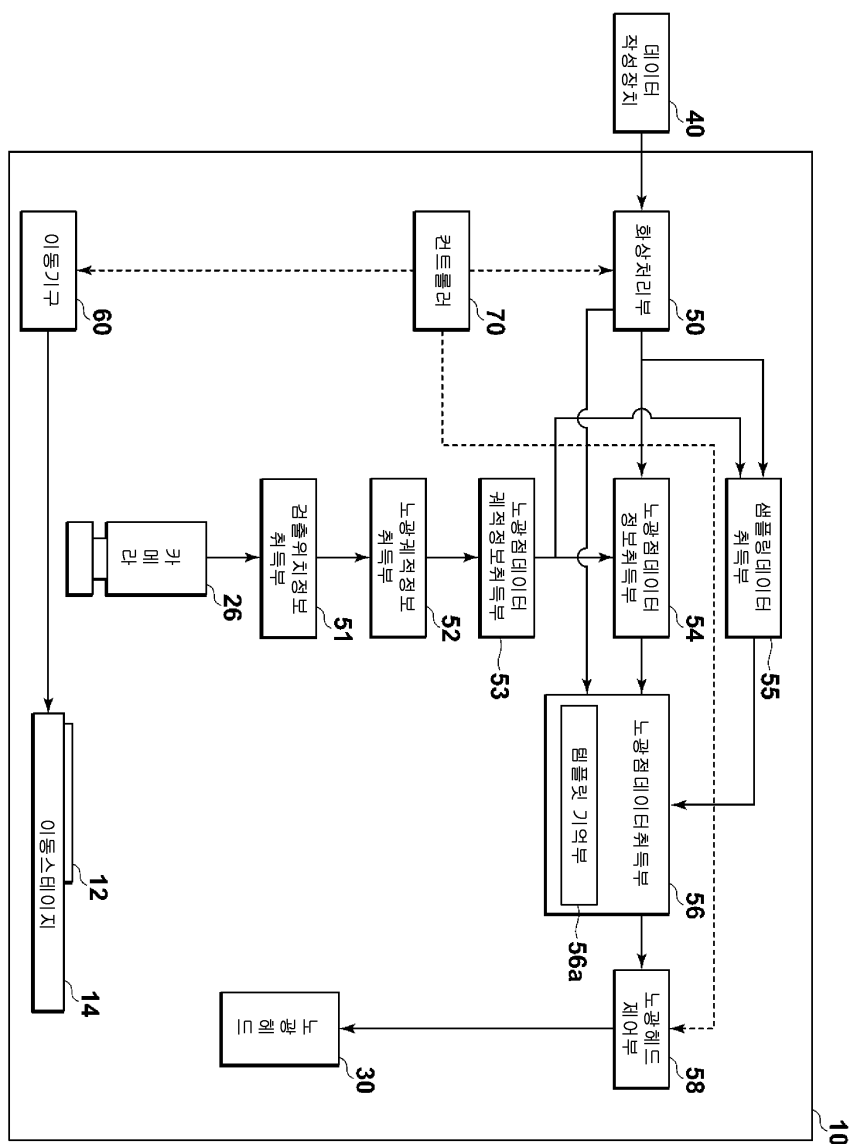 데이터
작성장치
40
10
화상처리부
50
컨트롤러
70
이동기구
60
샘플링데이터
취득부
55
노광점데이터
정보취득부
54
노광점데이터
궤적정보취득부
53
노광궤적정보
취득부
52
검출위치정보
취득부
51
카메라
26
노광점데이터취득부
56
템플릿 기억부
56a
12
이동스테이지
14
노광헤드
제어부
58
노광헤드
30